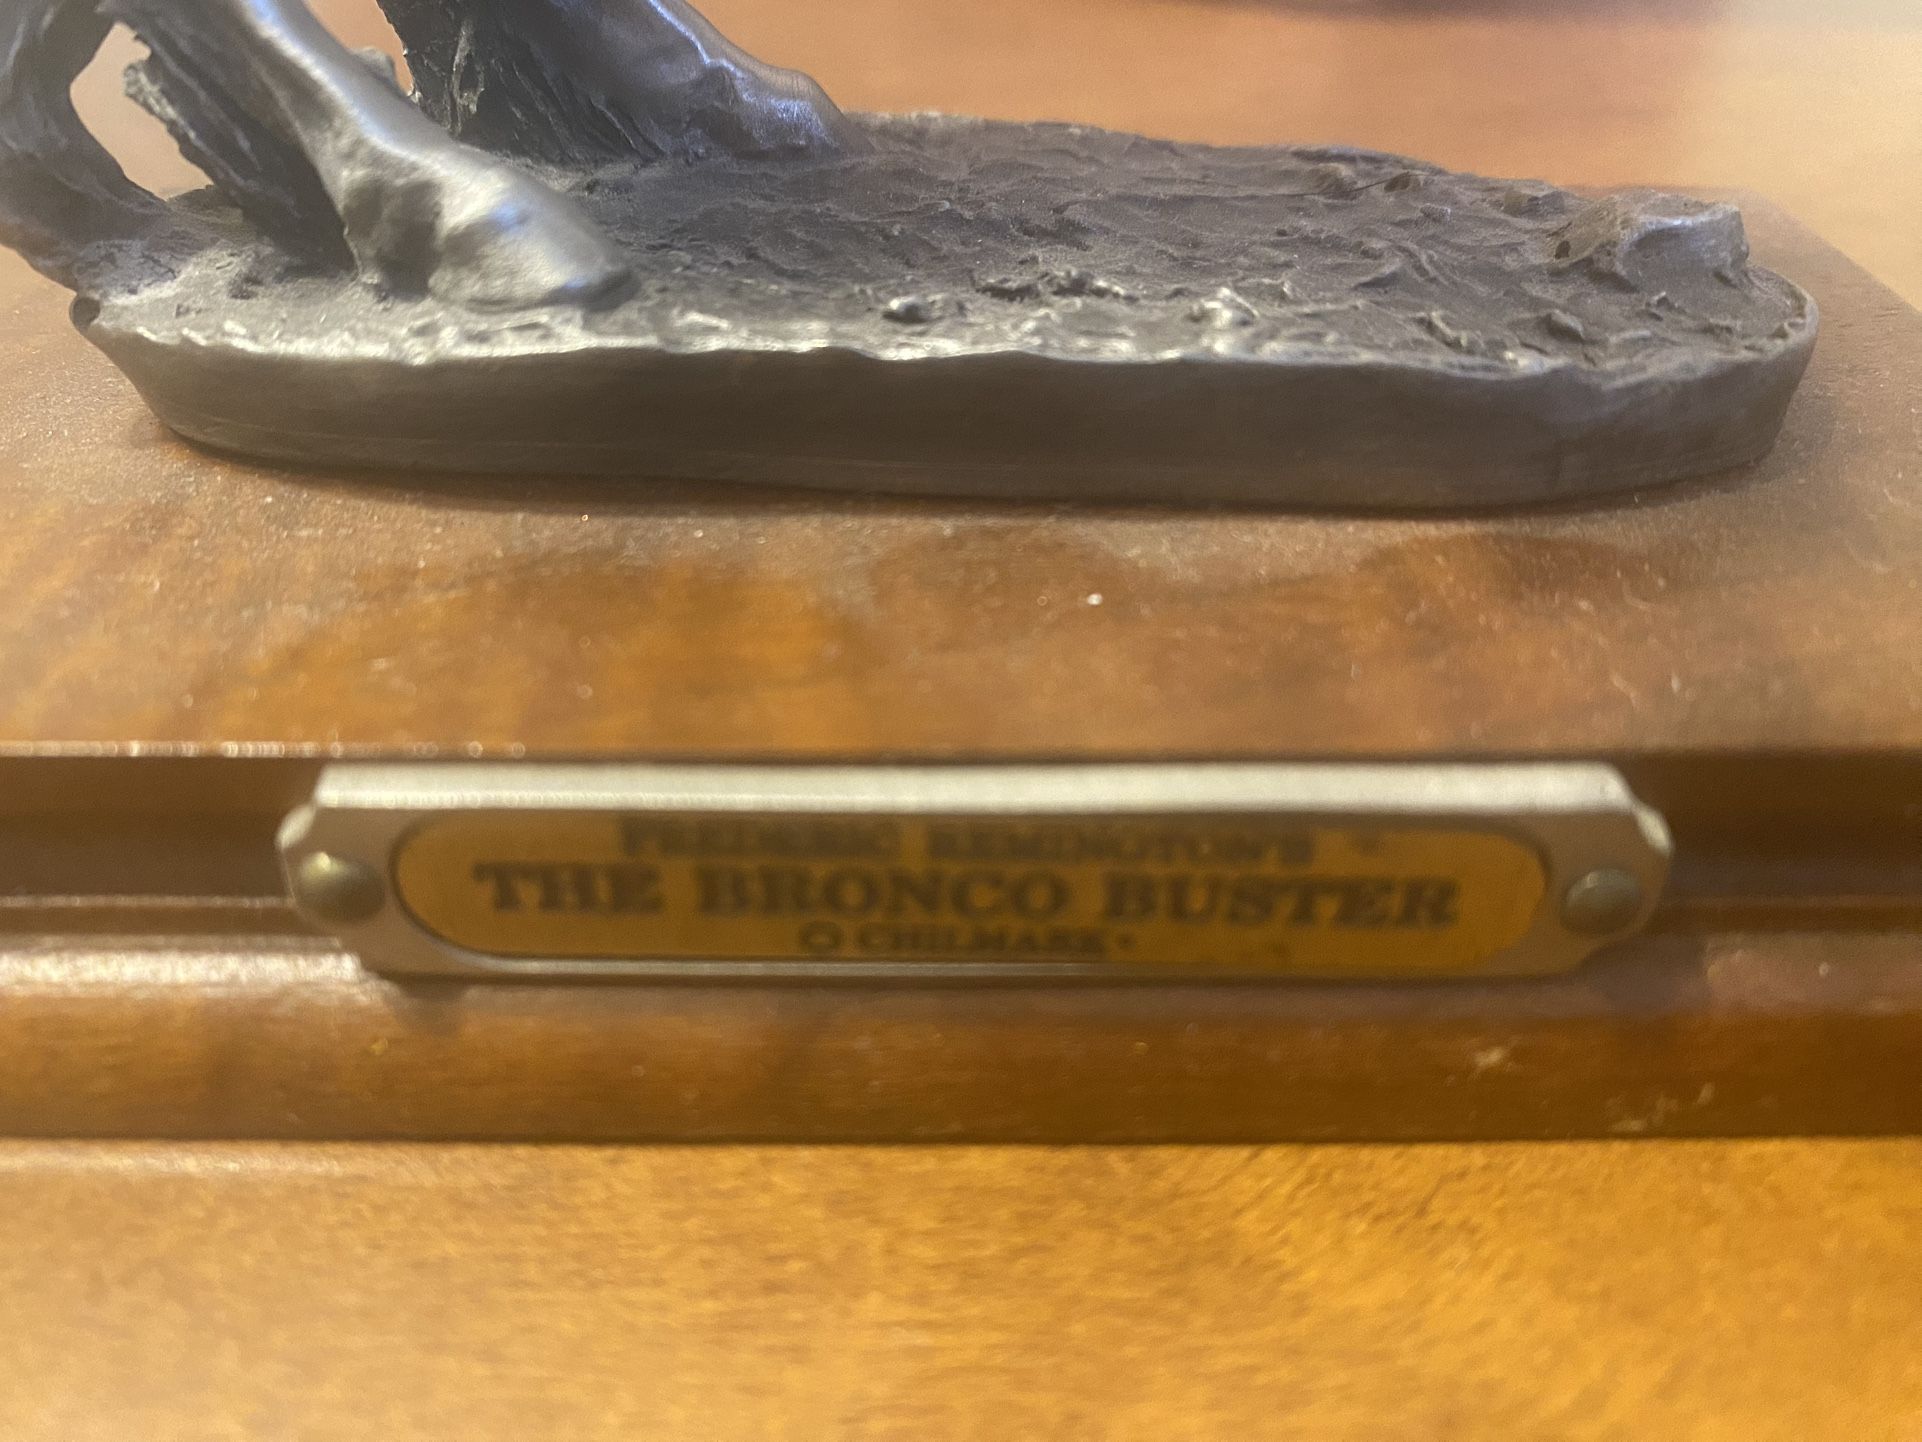 FREDERIC REMINGTON'S
THE BRONCO BUSTER
© CHILMARK